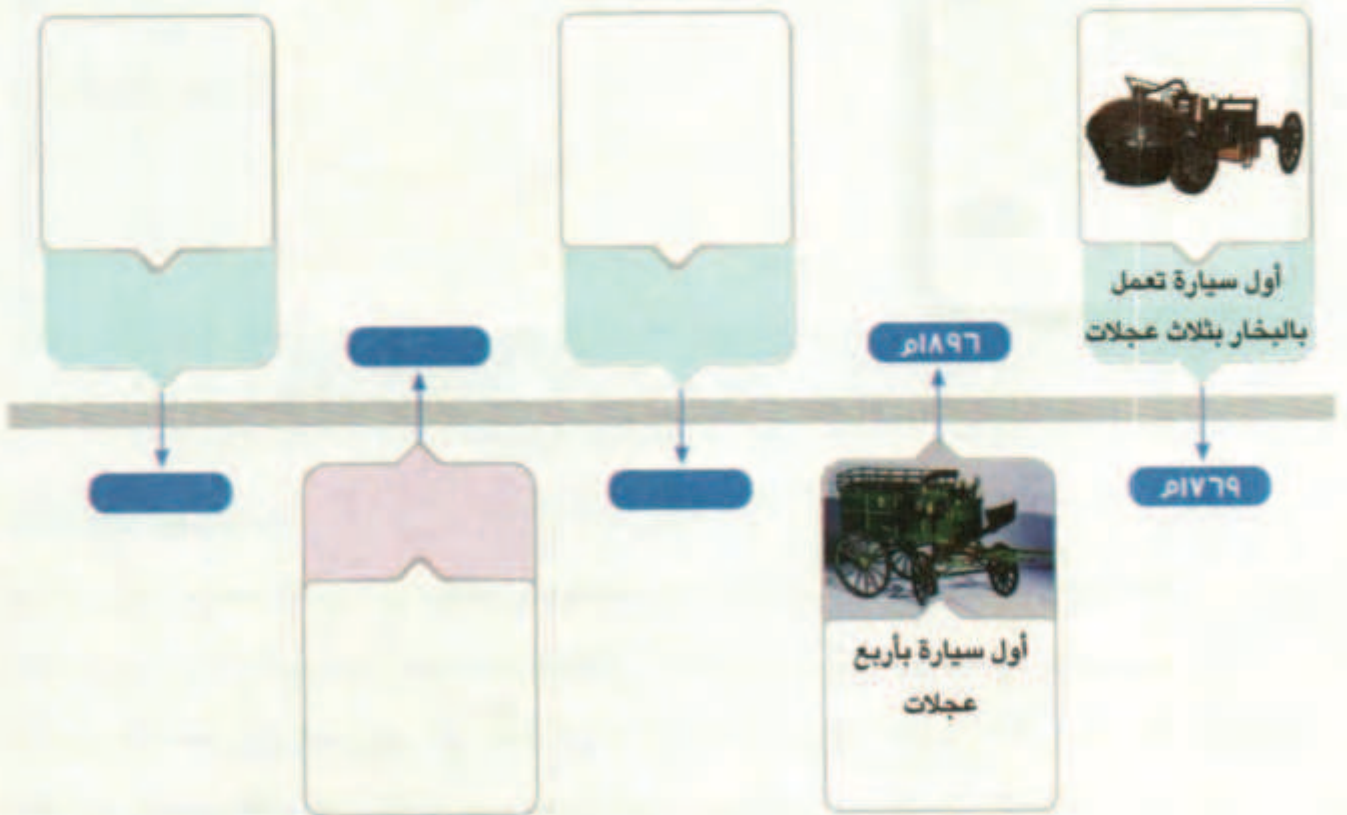 أول سيارة تعمل
بالبخار بثلاث عجلات
١٧٦٩م
١٨٩٦م
أول سيارة بأربع
عجلات